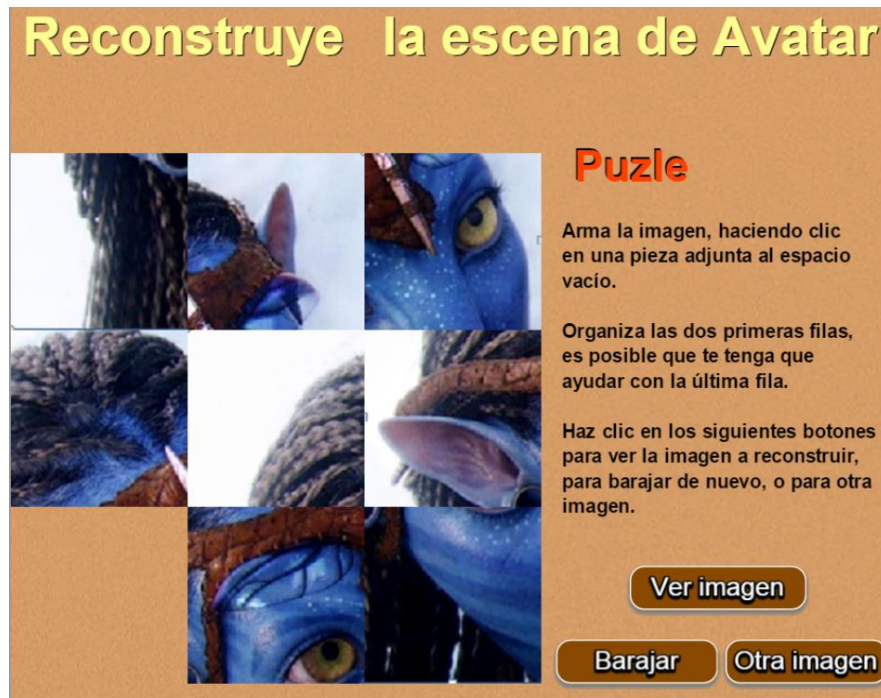 Reconstruye la escena de Avatar
Puzle
Arma la imagen, haciendo clic
en una pieza adjunta al espacio
vacío.
Organiza las dos primeras filas,
es posible que te tenga que
ayudar con la última fila.
Haz clic en los siguientes botones
para ver la imagen a reconstruir,
para barajar de nuevo, o para otra
imagen.
Ver imagen
Barajar
Otra imagen